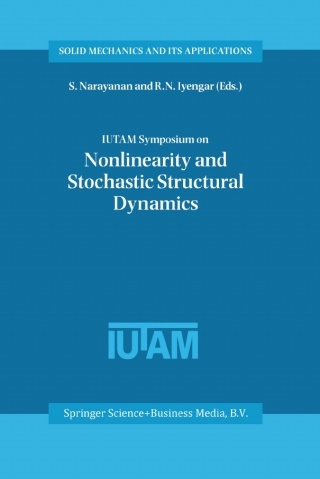 SOLID MECHANICS AND ITS APPLICATIONS
S. Narayanan and R.N. Iyengar (Eds.)
IUTAM Symposium on
Nonlinearity and
Stochastic Structural
Dynamics
IUTAM
Springer Science+Business Media, B.V.